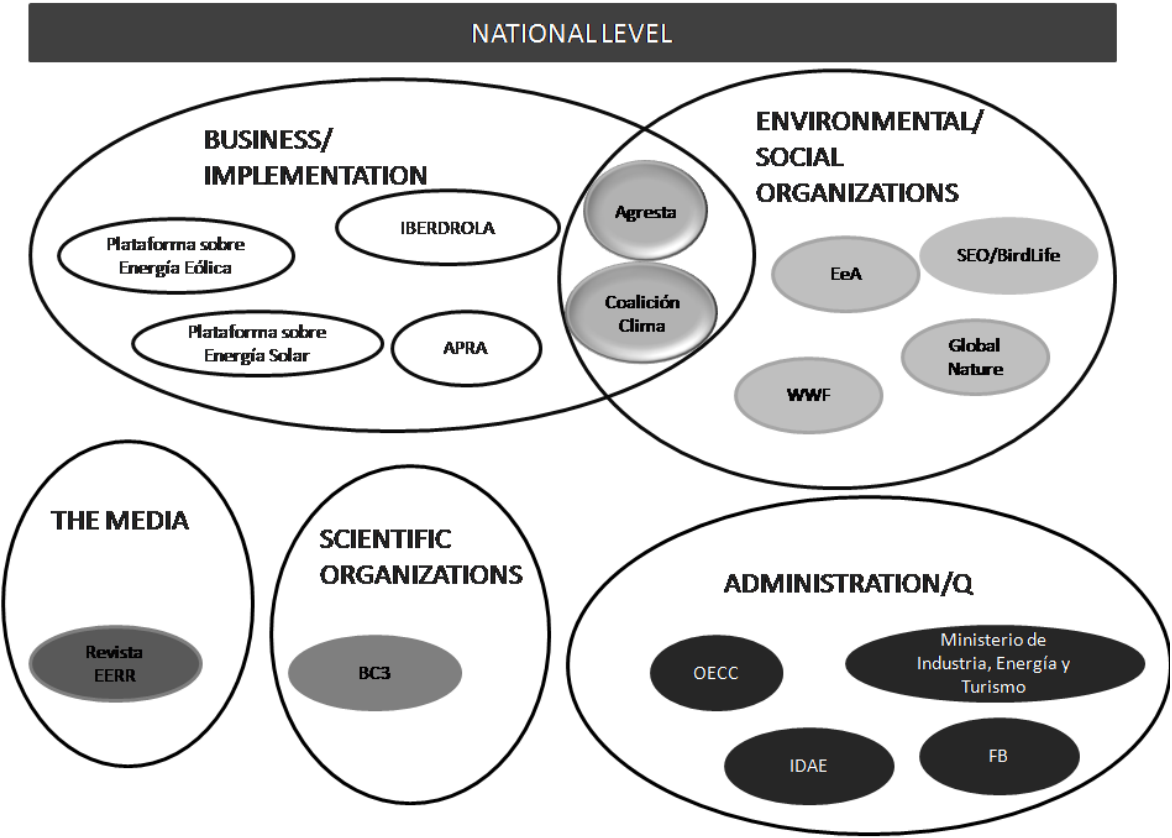 NATIONAL LEVEL
BUSINESS/
IMPLEMENTATION
IBERDROLA
Plataforma sobre
Energía Eólica
Plataforma sobre
Energía Solar
APRA
Agresta
Coalición
Clima
ENVIRONMENTAL/
SOCIAL
ORGANIZATIONS
SEO/BirdLife
EeA
Global
Nature
WWF
THE MEDIA
Revista
EERR
SCIENTIFIC
ORGANIZATIONS
BC3
ADMINISTRATION/Q
Ministerio de
Industria, Energía y
Turismo
OECC
IDAE
FB